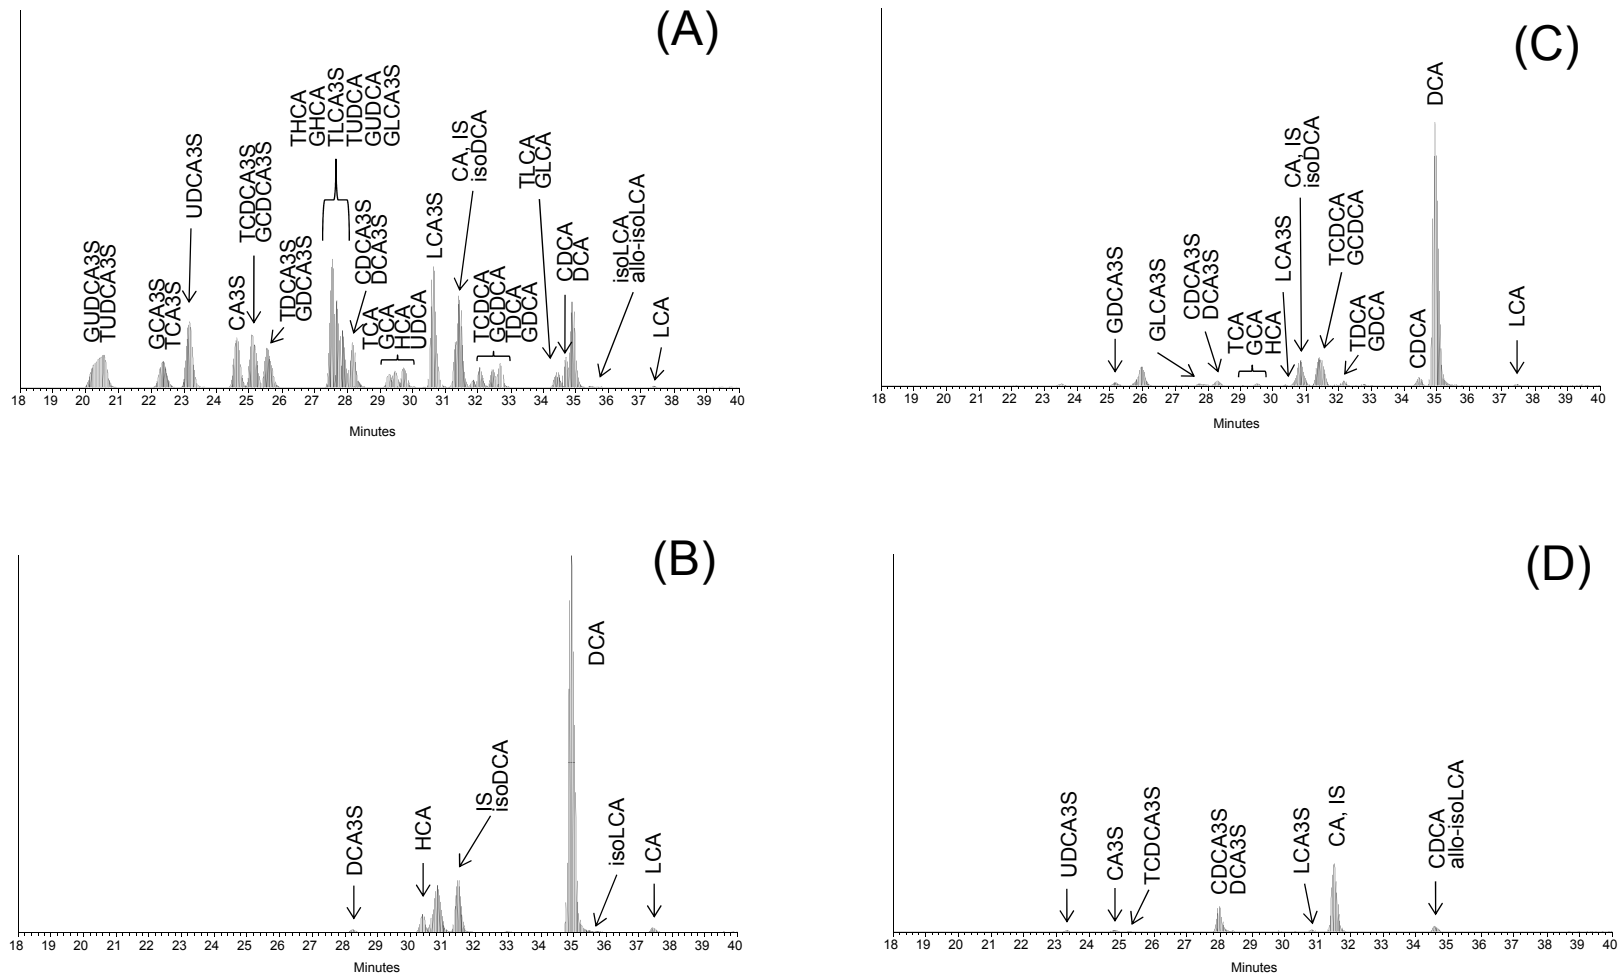 (A)
GUDCA3S
TUDCA3S
GCA3S
TCA3S
UDCA3S
CA3S
TCDCA3S
GCDCA3S
TDCA3S
GDCA3S
THCA
GHCA
TLCA3S
TUDCA
GUDCA
GLCA3S
CDCA3S
DCA3S
TCA
GCA
HCA
UDCA
LCA3S
CA, IS
isoDCA
TCDCA
GCDCA
TDCA
GDCA
TLCA
GLCA
CDCA
DCA
isoLCA
allo-isoLCA
LCA
18 19 20 21 22 23 24 25 26 27 28 29 30 31 32 33 34 35 36 37 38 39 40
Minutes
(C)
GDCA3S
GLCA3S
CDCA3S
DCA3S
TCA
GCA
HCA
LCA3S
CA, IS
isoDCA
TCDCA
GCDCA
TDCA
GDCA
CDCA
DCA
LCA
18 19 20 21 22 23 24 25 26 27 28 29 30 31 32 33 34 35 36 37 38 39 40
Minutes
(B)
DCA3S
HCA
IS
isoDCA
DCA
isoLCA
LCA
18 19 20 21 22 23 24 25 26 27 28 29 30 31 32 33 34 35 36 37 38 39 40
Minutes
(D)
UDCA3S
CA3S
TCDCA3S
CDCA3S
DCA3S
LCA3S
CA, IS
CDCA
allo-isoLCA
18 19 20 21 22 23 24 25 26 27 28 29 30 31 32 33 34 35 36 37 38 39 40
Minutes